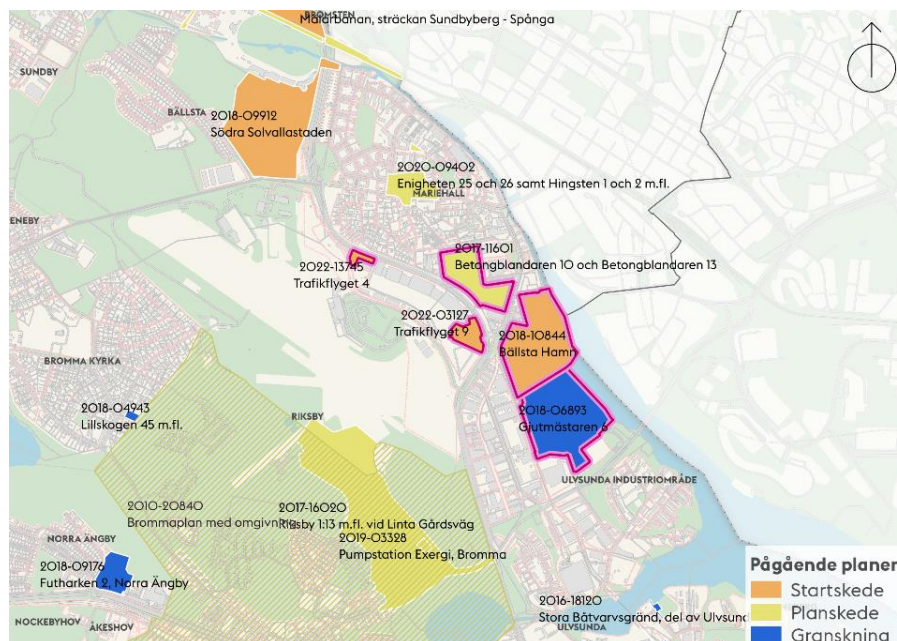 BROMSTEN
Mälarbanan, sträckan Sundbyberg - Spånga
SUNDBY
BÄLLSTA
2018-09912
Södra Solvallastaden
2020-09402
Enigheten 25 och 26 samt Hingsten 1 och 2 m.fl.
MARIEHÄLL
ENEBY
2017-11601
Betongblandaren 10 och Betongblandaren 13
2022-13745
Trafikflyget 4
2022-03127
Trafikflyget 9
2018-10844
Bällsta Hamn
BROMMA KYRKA
2018-04943
Lillskogen 45 m.fl.
RIKSBY
2018-06893
Gjutmästaren 6
ULVSUNDA INDUSTRIOMRÅDE
2010-20840
Brommaplan med omgivning
2017-16020
Riksby 1:13 m.fl. vid Linta Gårdsväg
2019-03328
Pumpstation Exergi, Bromma
NORRA ÄNGBY
2018-09176
Futharken 2, Norra Ängby
NOCKEBYHOV
ÅKESHOV
2016-18120
Stora Båtvarvsgränd, del av Ulvsund
ULVSUNDA
Pågående planer
Startskede
Planskede
Granskning